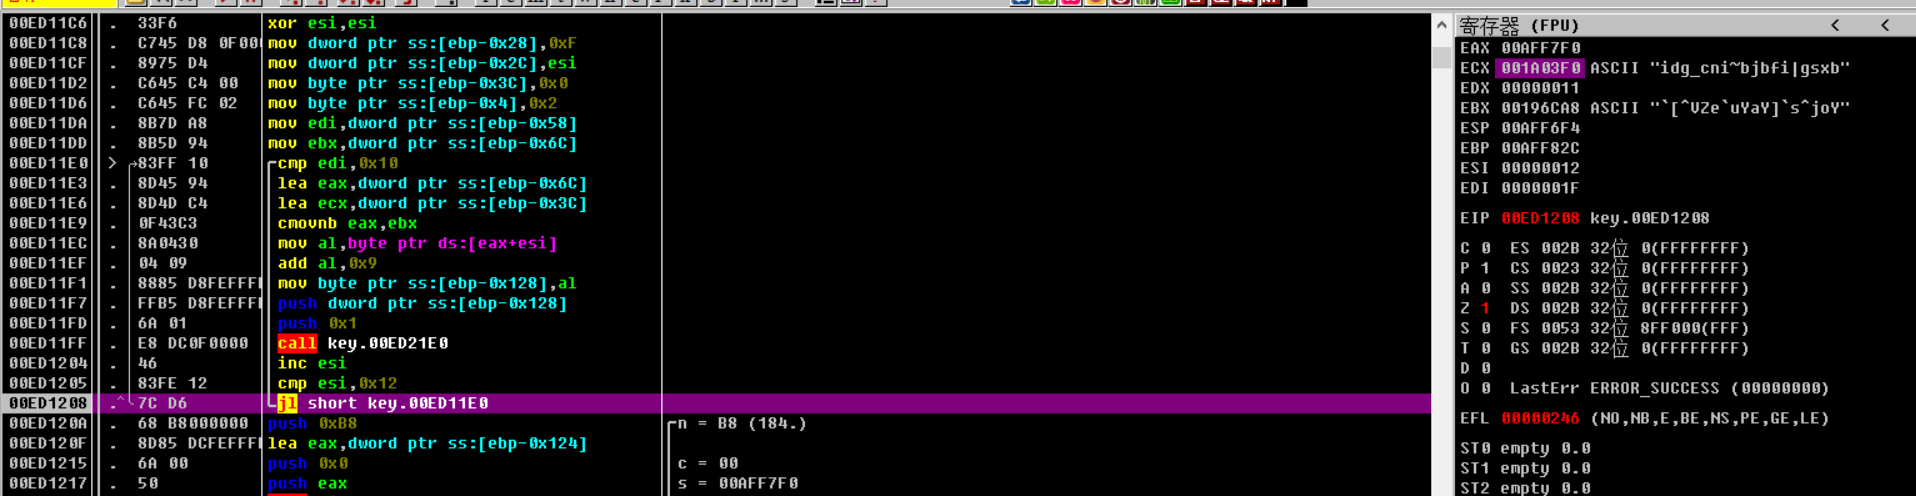 00ED11C6 . 33F6 xor esi,esi
00ED11C8 . C745 D8 0F00 mov dword ptr ss:[ebp-0x28],0xF
00ED11CF . 8975 D4 mov dword ptr ss:[ebp-0x2C],esi
00ED11D2 . C645 C4 00 mov byte ptr ss:[ebp-0x3C],0x0
00ED11D6 . C645 FC 02 mov byte ptr ss:[ebp-0x4],0x2
00ED11DA . 8B7D A8 mov edi,dword ptr ss:[ebp-0x58]
00ED11DD . 8B5D 94 mov ebx,dword ptr ss:[ebp-0x6C]
00ED11E0 > 83FF 10 cmp edi,0x10
00ED11E3 . 8D45 94 lea eax,dword ptr ss:[ebp-0x6C]
00ED11E6 . 8D4D C4 lea ecx,dword ptr ss:[ebp-0x3C]
00ED11E9 . 0F43C3 cmovnb eax,ebx
00ED11EC . 8A0430 mov al,byte ptr ds:[eax+esi]
00ED11EF . 04 09 add al,0x9
00ED11F1 . 8885 D8FEFFFF mov byte ptr ss:[ebp-0x128],al
00ED11F7 . FFB5 D8FEFFFF push dword ptr ss:[ebp-0x128]
00ED11FD . 6A 01 push 0x1
00ED11FF . E8 DC0F0000 call key.00ED21E0
00ED1204 . 46 inc esi
00ED1205 . 83FE 12 cmp esi,0x12
00ED1208 .^ 7C D6 jl short key.00ED11E0
00ED120A . 68 B8000000 push 0xB8 n = B8 (184.)
00ED120F . 8D85 DCFEFFFF lea eax,dword ptr ss:[ebp-0x124]
00ED1215 . 6A 00 push 0x0 c = 00
00ED1217 . 50 push eax s = 00AFF7F0
寄存器 (FPU) < <
EAX 00AFF7F0
ECX 001A03F0 ASCII "idg_cni~bjbfi|gsxb"
EDX 00000011
EBX 00196CA8 ASCII "`[^VZe`uYaY]`s^joY"
ESP 00AFF6F4
EBP 00AFF82C
ESI 00000012
EDI 0000001F
EIP 00ED1208 key.00ED1208
C 0 ES 002B 32位 0(FFFFFFFF)
P 1 CS 0023 32位 0(FFFFFFFF)
A 0 SS 002B 32位 0(FFFFFFFF)
Z 1 DS 002B 32位 0(FFFFFFFF)
S 0 FS 0053 32位 8FF000(FFF)
T 0 GS 002B 32位 0(FFFFFFFF)
D 0
O 0 LastErr ERROR_SUCCESS (00000000)
EFL 00000246 (NO,NB,E,BE,NS,PE,GE,LE)
ST0 empty 0.0
ST1 empty 0.0
ST2 empty 0.0